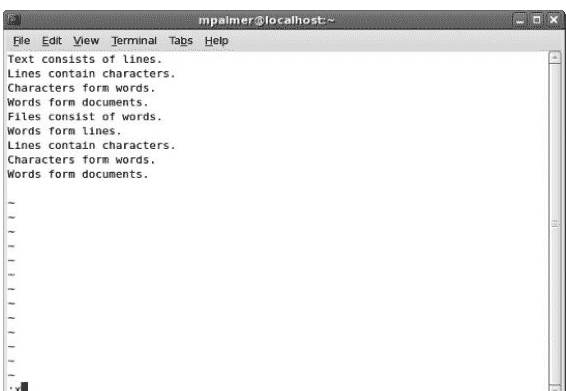 mpalmer@localhost:~
File Edit View Terminal Tabs Help
Text consists of lines.
Lines contain characters.
Characters form words.
Words form documents.
Files consist of words.
Words form lines.
Lines contain characters.
Characters form words.
Words form documents.
~
~
~
~
~
~
~
~
~
~
~
~
~
:x